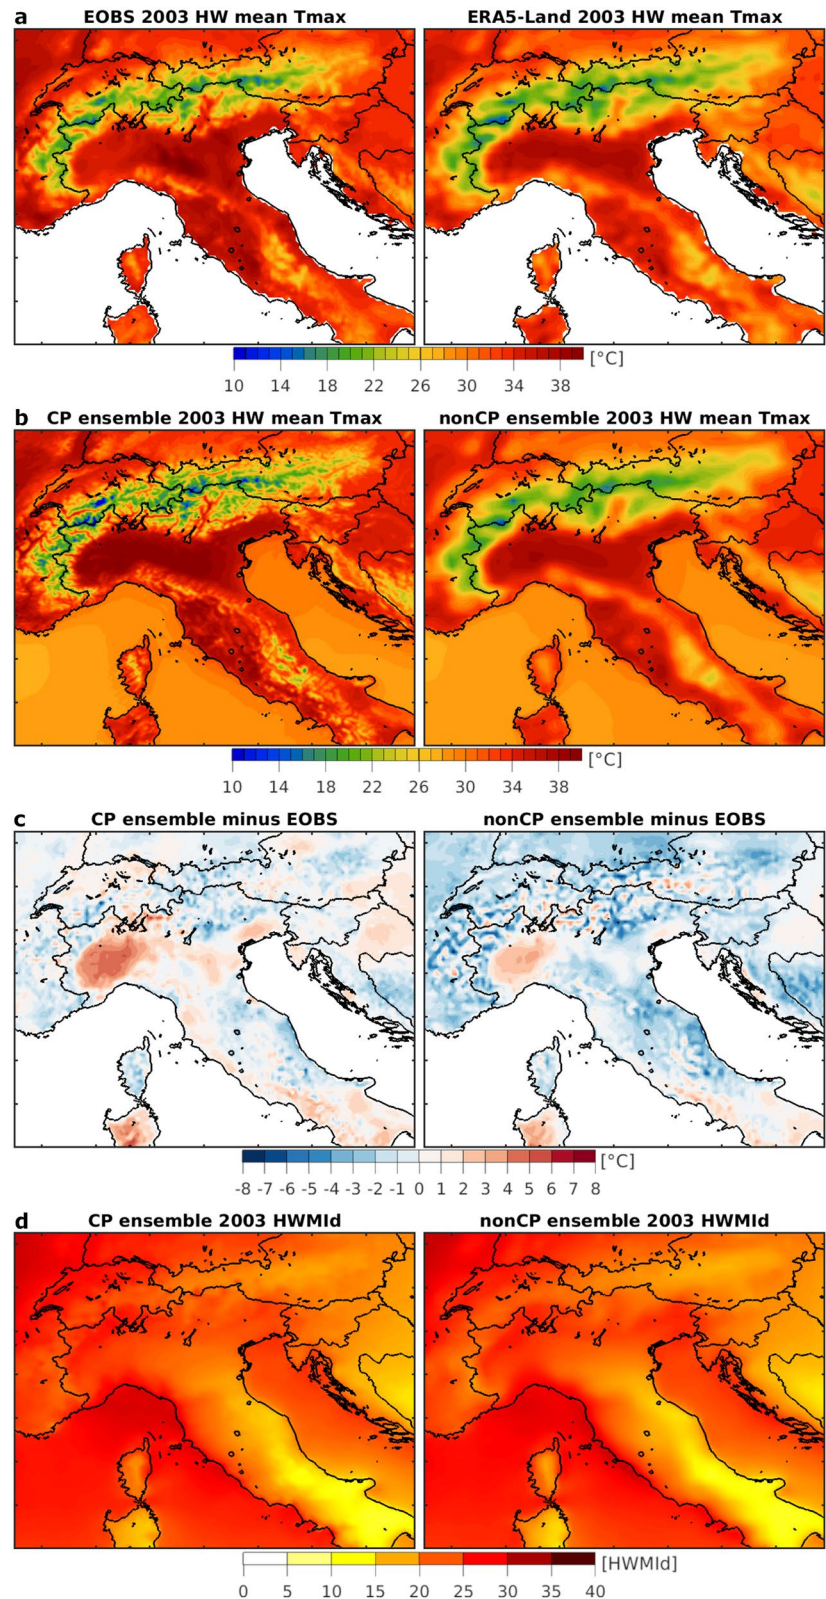 a
EOBS 2003 HW mean Tmax
ERA5-Land 2003 HW mean Tmax
10 14 18 22 26 30 34 38 [°C]
b
CP ensemble 2003 HW mean Tmax
nonCP ensemble 2003 HW mean Tmax
10 14 18 22 26 30 34 38 [°C]
c
CP ensemble minus EOBS
nonCP ensemble minus EOBS
-8 -7 -6 -5 -4 -3 -2 -1 0 1 2 3 4 5 6 7 8 [°C]
d
CP ensemble 2003 HWMId
nonCP ensemble 2003 HWMId
0 5 10 15 20 25 30 35 40 [HWMId]